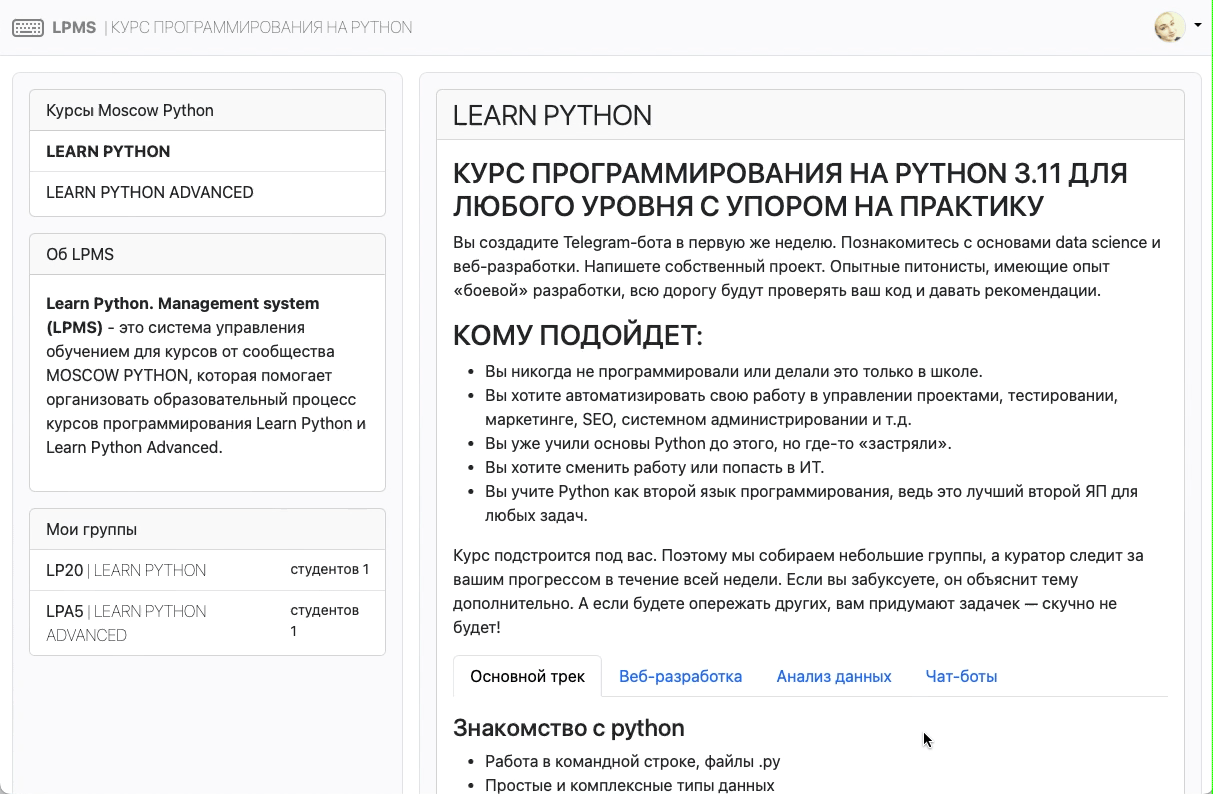 LPMS | КУРС ПРОГРАММИРОВАНИЯ НА PYTHON
Курсы Moscow Python
LEARN PYTHON
LEARN PYTHON ADVANCED
Об LPMS
Learn Python. Management system
(LPMS) - это система управления
обучением для курсов от сообщества
MOSCOW PYTHON, которая помогает
организовать образовательный процесс
курсов программирования Learn Python и
Learn Python Advanced.
Мои группы
LP20 | LEARN PYTHON студентов 1
LPA5 | LEARN PYTHON студентов
ADVANCED 1
LEARN PYTHON
КУРС ПРОГРАММИРОВАНИЯ НА PYTHON 3.11 ДЛЯ
ЛЮБОГО УРОВНЯ С УПОРОМ НА ПРАКТИКУ
Вы создадите Telegram-бота в первую же неделю. Познакомитесь с основами data science и
веб-разработки. Напишете собственный проект. Опытные питонисты, имеющие опыт
«боевой» разработки, всю дорогу будут проверять ваш код и давать рекомендации.
КОМУ ПОДОЙДЕТ:
• Вы никогда не программировали или делали это только в школе.
• Вы хотите автоматизировать свою работу в управлении проектами, тестировании,
маркетинге, SEO, системном администрировании и т.д.
• Вы уже учили основы Python до этого, но где-то «застряли».
• Вы хотите сменить работу или попасть в ИТ.
• Вы учите Python как второй язык программирования, ведь это лучший второй ЯП для
любых задач.
Курс подстроится под вас. Поэтому мы собираем небольшие группы, а куратор следит за
вашим прогрессом в течение всей недели. Если вы забуксуете, он объяснит тему
дополнительно. А если будете опережать других, вам придумают задачек — скучно не
будет!
Основной трек Веб-разработка Анализ данных Чат-боты
Знакомство с python
• Работа в командной строке, файлы .py
• Простые и комплексные типы данных